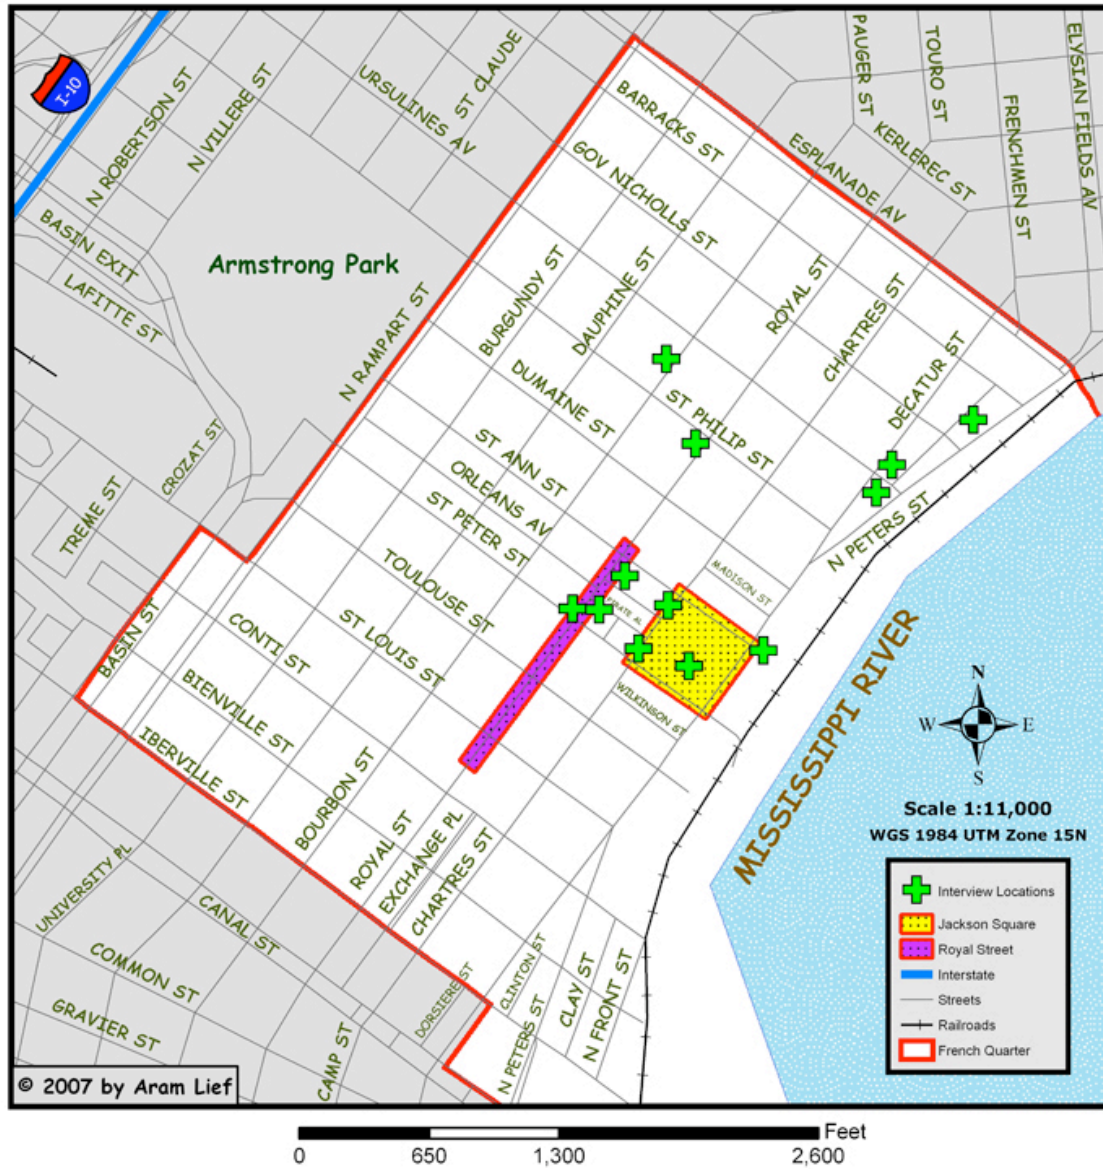 I-10
URSULINES AV
ST CLAUDE
N ROBERTSON ST
N VILLERE ST
BASIN EXIT
LAFITTE ST
Armstrong Park
PAUGER ST
TOURO ST
ELYSIAN FIELDS AV
FRENCHMEN ST
KERLEREC ST
ESPLANADE AV
BARRACKS ST
GOV NICHOLLS ST
BURGUNDY ST
DAUPHINE ST
ROYAL ST
CHARTRES ST
DECATUR ST
N RAMPART ST
DUMAINE ST
ST PHILIP ST
ST ANN ST
ORLEANS AV
ST PETER ST
CROZAT ST
TREME ST
TOULOUSE ST
N PETERS ST
MADISON ST
PIRATE AL
WILKINSON ST
BASIN ST
CONTI ST
ST LOUIS ST
BIENVILLE ST
IBERVILLE ST
BOURBON ST
ROYAL ST
EXCHANGE PL
CHARTRES ST
MISSISSIPPI RIVER
N
W
E
S
Scale 1:11,000
WGS 1984 UTM Zone 15N
Interview Locations
Jackson Square
Royal Street
Interstate
Streets
Railroads
French Quarter
UNIVERSITY PL
CANAL ST
COMMON ST
GRAVIER ST
CAMP ST
DORSIERE ST
CLINTON ST
N PETERS ST
CLAY ST
N FRONT ST
© 2007 by Aram Lief
Feet
0 650 1,300 2,600